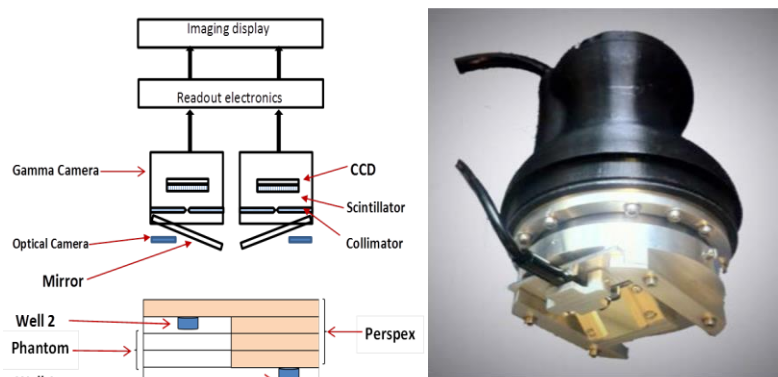 Imaging display
Readout electronics
Gamma Camera
CCD
Scintillator
Optical Camera
Collimator
Mirror
Well 2
Perspex
Phantom